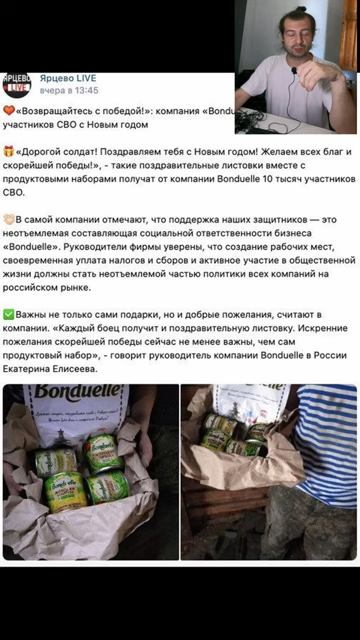 ЯРЦЕВО
LIVE
Ярцево LIVE
вчера в 13:45
«Возвращайтесь с победой!»: компания «Bondu
участников СВО с Новым годом
«Дорогой солдат! Поздравляем тебя с Новым годом! Желаем всех благ и
скорейшей победы!», - такие поздравительные листовки вместе с
продуктовыми наборами получат от компании Bonduelle 10 тысяч участников
СВО.
В самой компании отмечают, что поддержка наших защитников — это
неотъемлемая составляющая социальной ответственности бизнеса
«Bonduelle». Руководители фирмы уверены, что создание рабочих мест,
своевременная уплата налогов и сборов и активное участие в общественной
жизни должны стать неотъемлемой частью политики всех компаний на
российском рынке.
Важны не только сами подарки, но и добрые пожелания, считают в
компании. «Каждый боец получит и поздравительную листовку. Искренние
пожелания скорейшей победы сейчас не менее важны, чем сам
продуктовый набор», - говорит руководитель компании Bonduelle в России
Екатерина Елисеева.
Bonduelle
Bonduelle